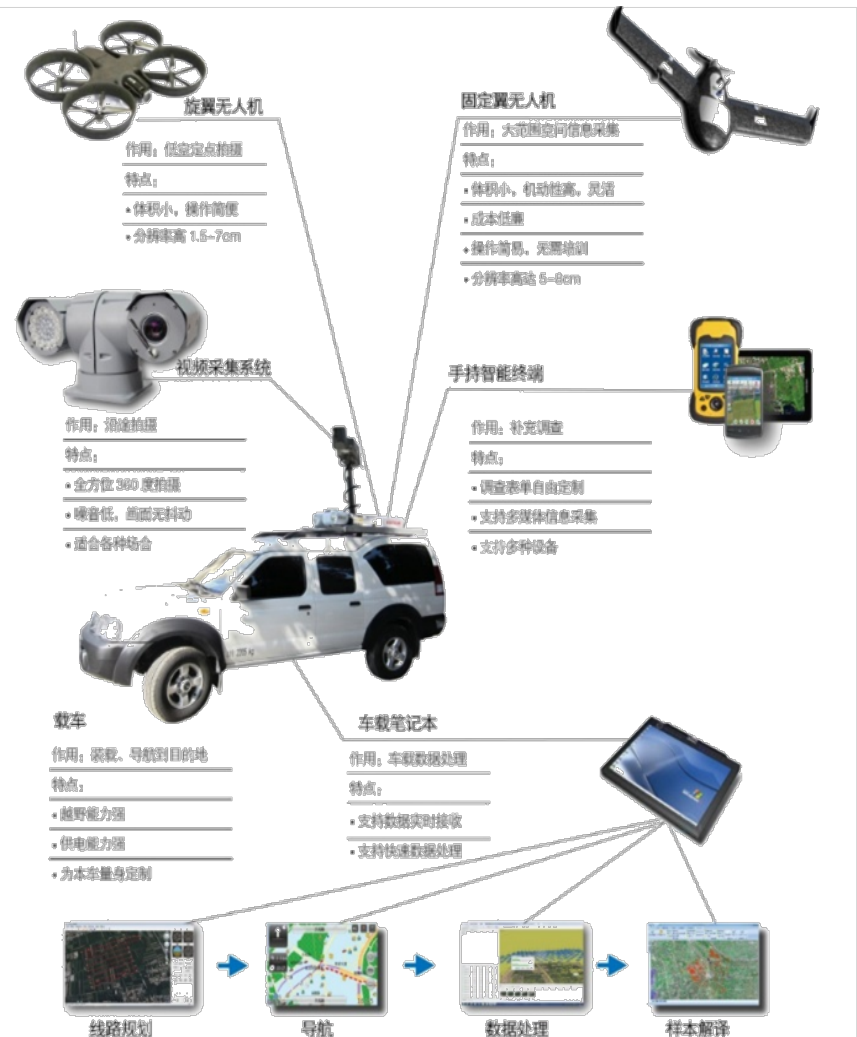 旋翼无人机
作用：低空定点拍摄
特点：
• 体积小，操作简便
• 分辨率高 1.5~7cm
固定翼无人机
作用：大范围空间信息采集
特点：
• 体积小，机动性高，灵活
• 成本低廉
• 操作简易，无需培训
• 分辨率高达 5~8cm
视频采集系统
作用：沿途拍摄
特点：
• 全方位 360 度拍摄
• 噪音低，画面无抖动
• 适合各种场合
手持智能终端
作用：补充调查
特点：
• 调查表单自由定制
• 支持多媒体信息采集
• 支持多种设备
载车
作用：装载、导航到目的地
特点：
• 越野能力强
• 供电能力强
• 为本车量身定制
车载笔记本
作用：车载数据处理
特点：
• 支持数据实时接收
• 支持快速数据处理
线路规划
导航
数据处理
样本解译